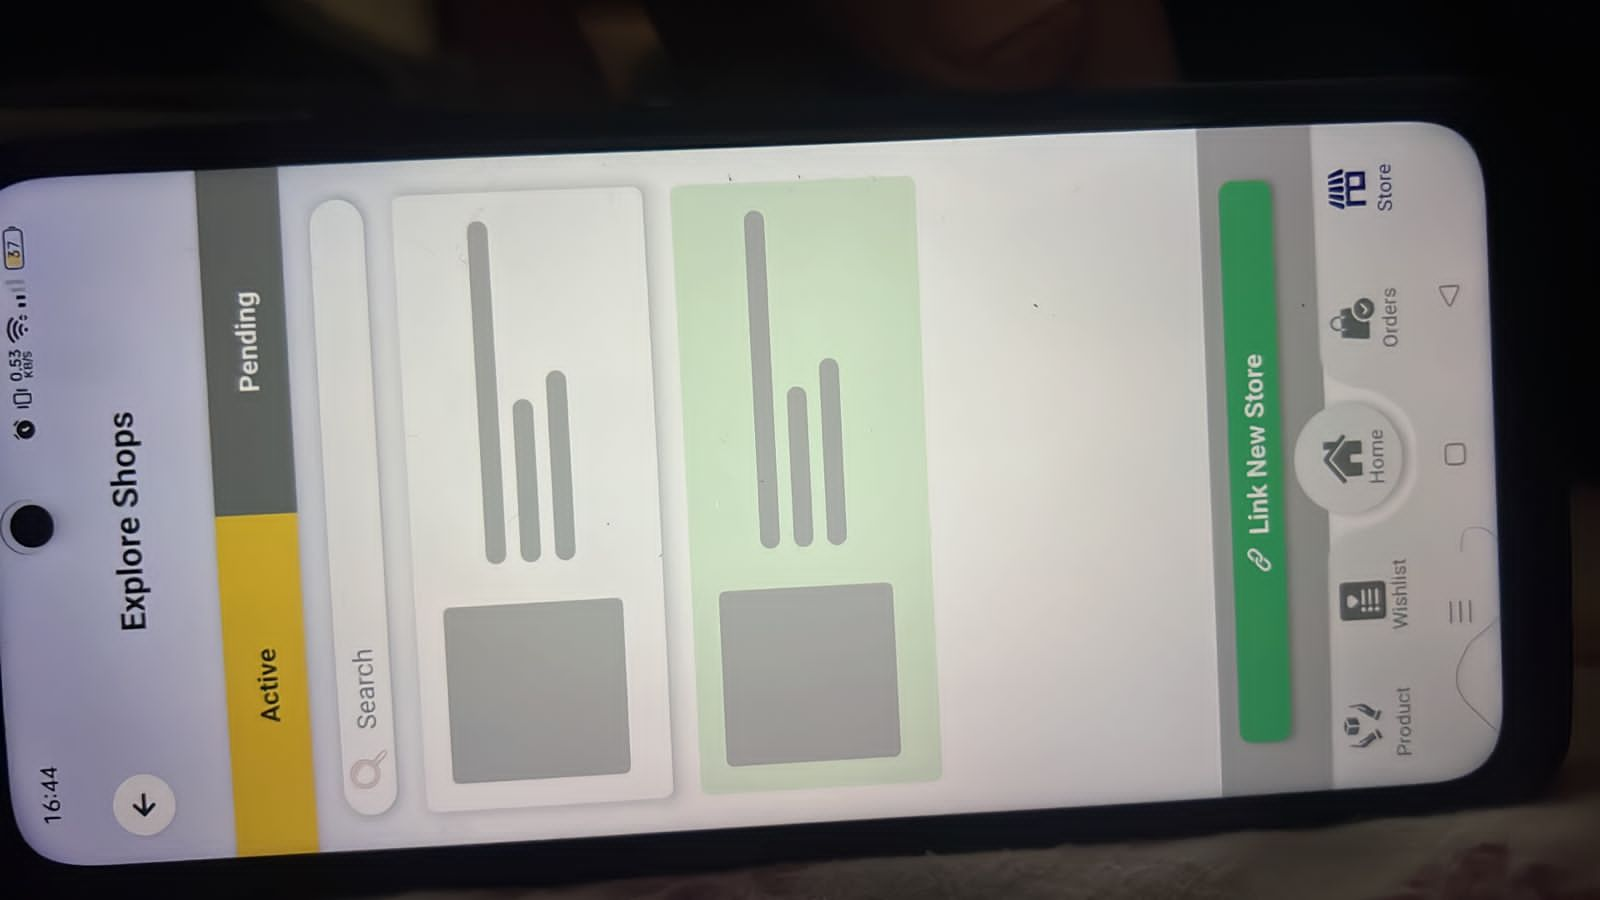 16:44
0.53
KB/S
37
Explore Shops
Active
Pending
Search
Link New Store
Product
Wishlist
Home
Orders
Store